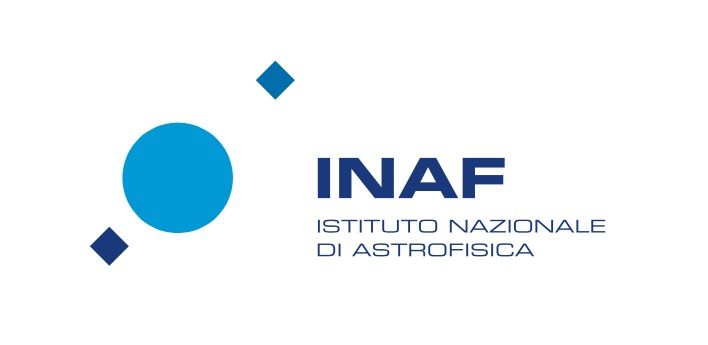 INAF
ISTITUTO NAZIONALE
DI ASTROFISICA